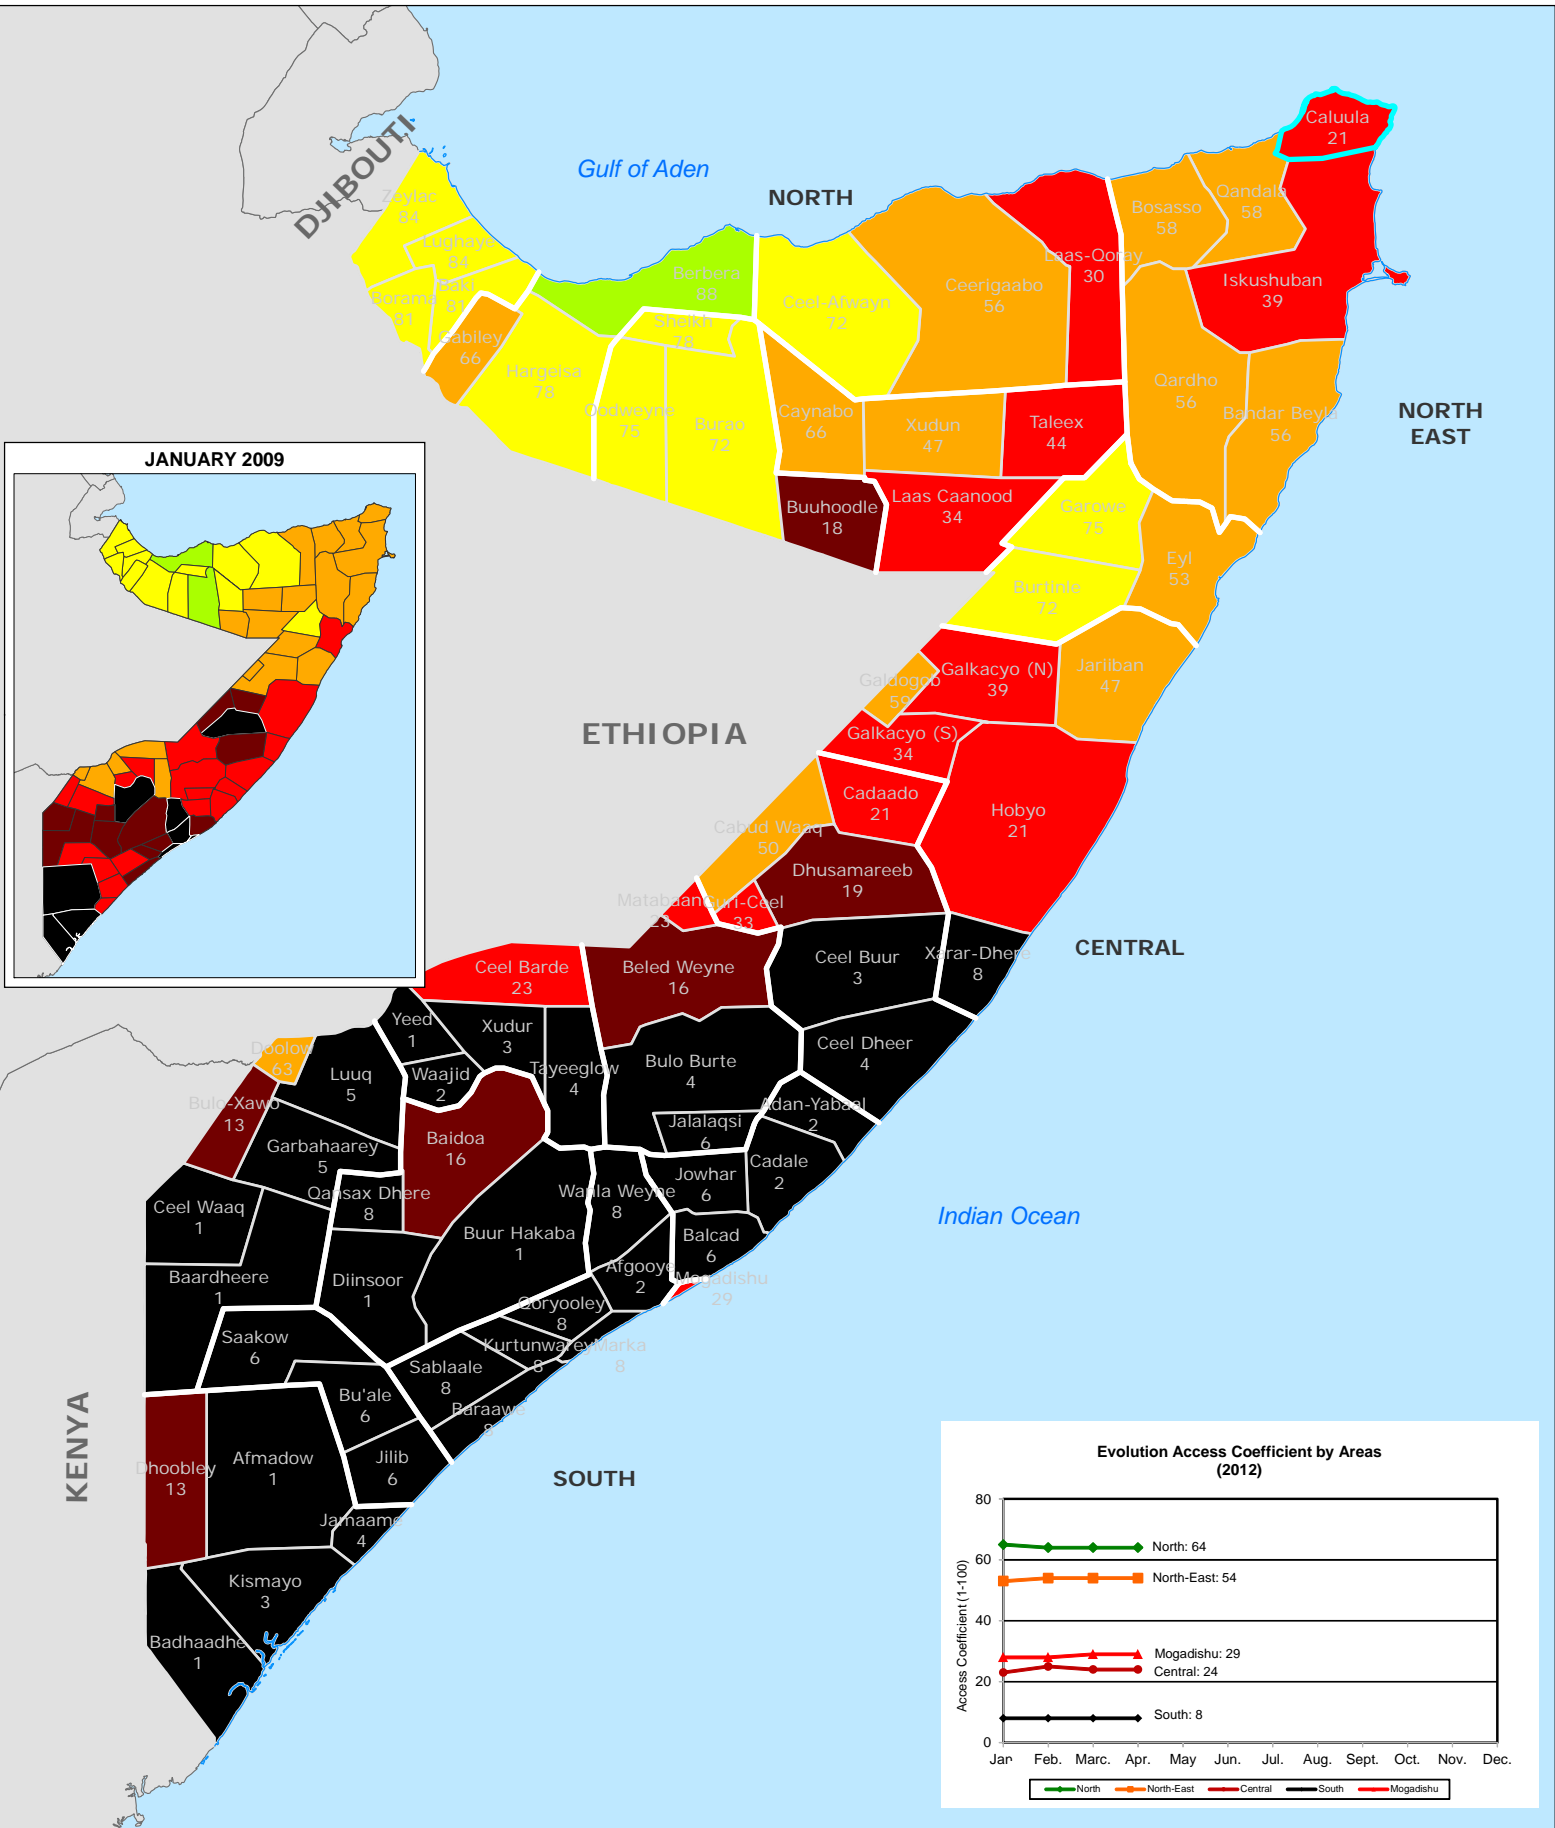 DJIBOUTI
Gulf of Aden
NORTH
Caluula
21
Zeylac
84
Lughaye
84
Borama
81
Baki
81
Gabiley
66
Berbera
88
Sheikh
78
Hargeisa
78
Oodweyne
75
Burao
72
Ceel-Afwayn
72
Ceerigaabo
56
Laas-Qoray
30
Bosasso
58
Qandala
58
Iskushuban
39
Qardho
56
Bandar Beyla
56
NORTH
EAST
Caynabo
66
Xudun
47
Taleex
44
Buuhoodle
18
Laas Caanood
34
Garowe
75
Eyl
53
Burtinle
72
JANUARY 2009
ETHIOPIA
Galdogob
59
Galkacyo (N)
39
Jariiban
47
Galkacyo (S)
34
Cadaado
21
Hobyo
21
Cabud Waaq
50
Dhusamareeb
19
Matabaan
23
Guri-Ceel
33
CENTRAL
Ceel Barde
23
Beled Weyne
16
Ceel Buur
3
Xarar-Dhere
8
Yeed
1
Xudur
3
Tayeeglow
4
Bulo Burte
4
Ceel Dheer
4
Doolow
63
Luuq
5
Waajid
2
Bulo-Xawo
13
Garbahaarey
5
Baidoa
16
Jalalaqsi
6
Adan-Yabaal
2
Cadale
2
Jowhar
6
Qansax Dhere
8
Wanla Weyne
8
Ceel Waaq
1
Buur Hakaba
1
Balcad
6
Afgooye
2
Mogadishu
29
Indian Ocean
Baardheere
1
Diinsoor
1
Qoryooley
8
Saakow
6
Kurtunwarey
8
Marka
8
Sablaale
8
Bu'ale
6
Baraawe
8
KENYA
Dhoobley
13
Afmadow
1
Jilib
6
SOUTH
Jamaame
4
Kismayo
3
Badhaadhe
1
Evolution Access Coefficient by Areas
(2012)
Access Coefficient (1-100)
80
60
40
20
0
North: 64
North-East: 54
Mogadishu: 29
Central: 24
South: 8
Jan Feb. Marc. Apr. May Jun. Jul. Aug. Sept. Oct. Nov. Dec.
North North-East Central South Mogadishu